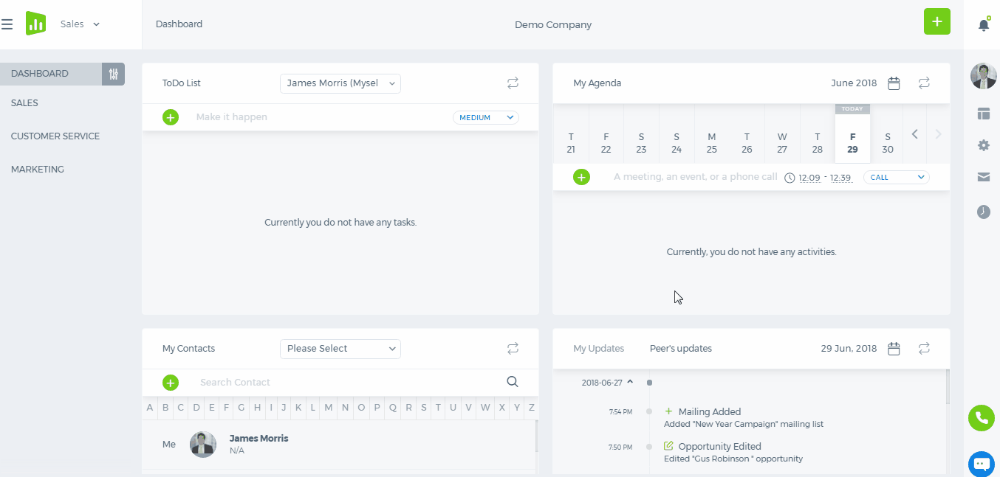 Sales
Dashboard
Demo Company
DASHBOARD
SALES
CUSTOMER SERVICE
MARKETING
ToDo List
James Morris (Mysel
Make it happen
MEDIUM
Currently you do not have any tasks.
My Agenda
June 2018
TODAY
T F S S M T W T F S
21 22 23 24 25 26 27 28 29 30
A meeting, an event, or a phone call 12:09 - 12:39 CALL
Currently, you do not have any activities.
My Contacts
Please Select
Search Contact
A B C D E F G H I J K L M N O P Q R S T U V W X Y Z
Me
James Morris
N/A
My Updates Peer's updates 29 Jun, 2018
2018-06-27
7:54 PM + Mailing Added
Added "New Year Campaign" mailing list
7:50 PM Opportunity Edited
Edited "Gus Robinson " opportunity